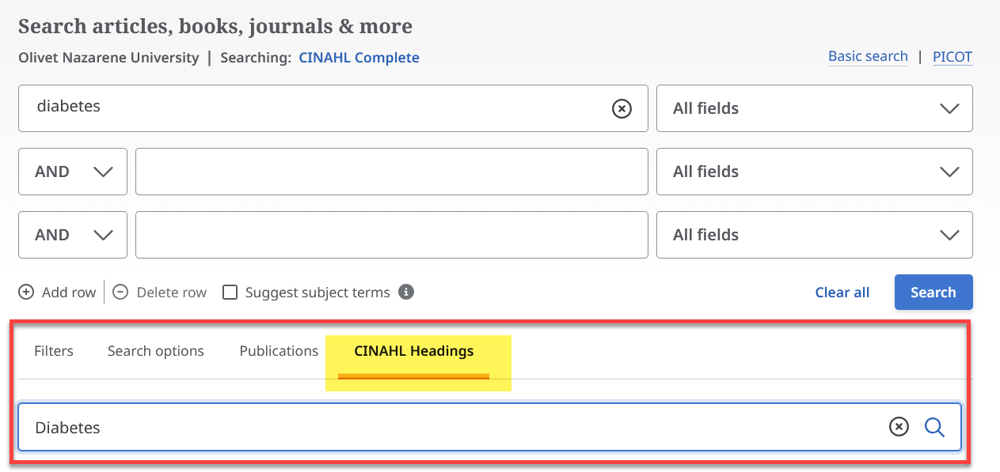 Search articles, books, journals & more
Olivet Nazarene University | Searching: CINAHL Complete
Basic search | PICOT
diabetes
All fields
AND
All fields
AND
All fields
Add row
Delete row
Suggest subject terms
Clear all
Search
Filters
Search options
Publications
CINAHL Headings
Diabetes